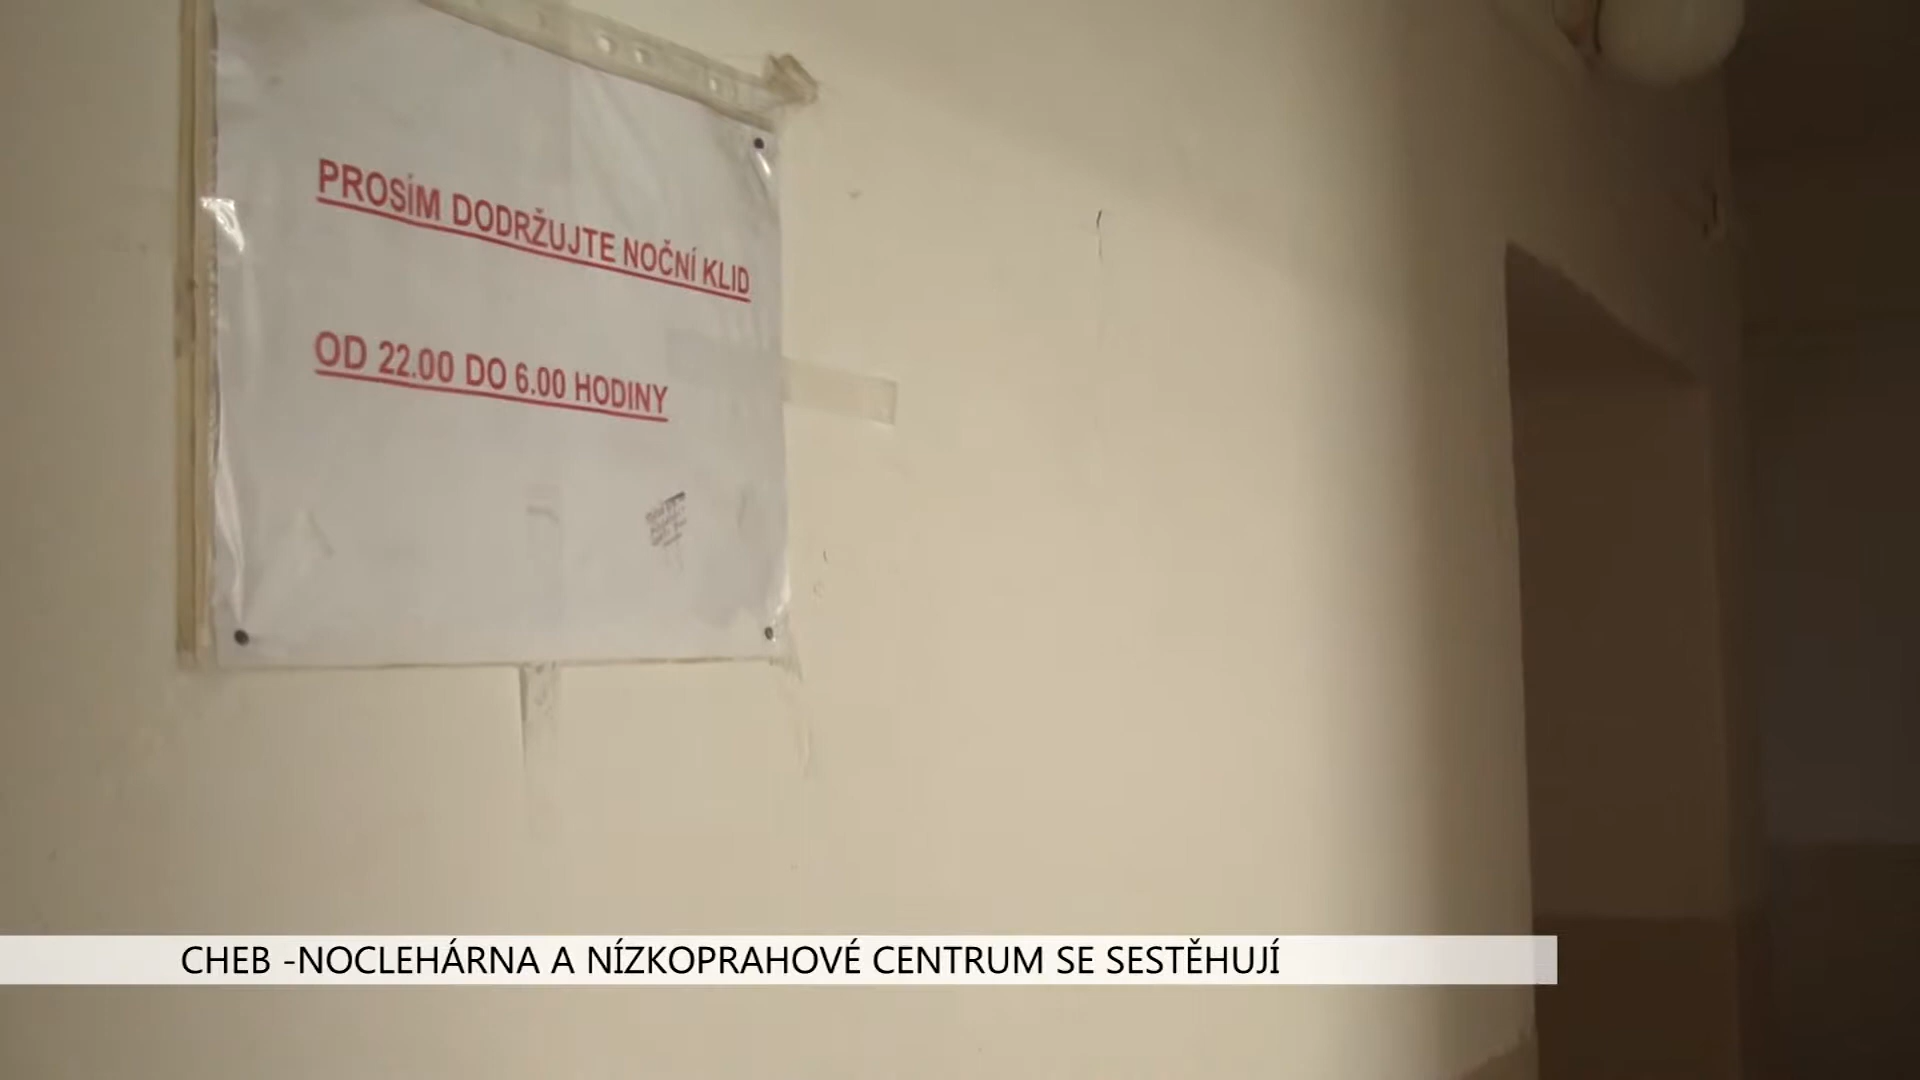 PROSÍM DODRŽUJTE NOČNÍ KLID
OD 22.00 DO 6.00 HODINY
CHEB -NOCLEHÁRNA A NÍZKOPRAHOVÉ CENTRUM SE SESTĚHUJÍ